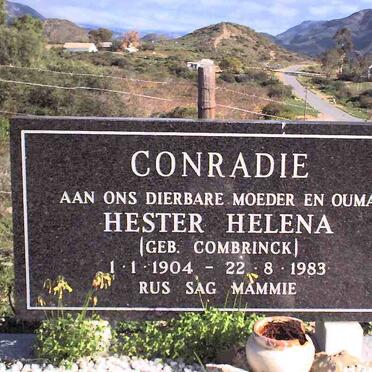 CONRADIE
AAN ONS DIERBARE MOEDER EN OUMA
HESTER HELENA
(GEB. COMBRINCK)
1·1·1904 – 22·8·1983
RUS SAG MAMMIE